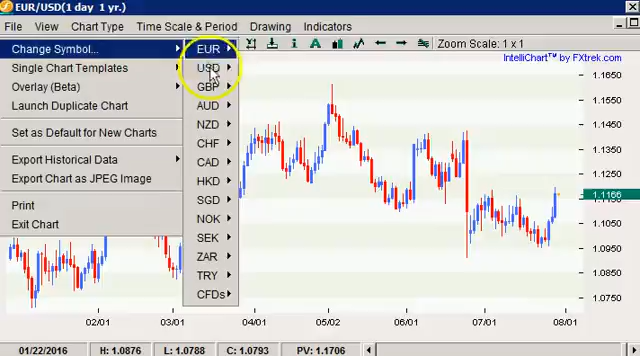 EUR/USD(1 day  1 yr.)
File View Chart Type Time Scale & Period Drawing Indicators
Change Symbol... EUR A i Zoom Scale: 1 x 1
IntelliChart™ by FXtrek.com
Single Chart Templates USD
Overlay (Beta) GBP
Launch Duplicate Chart AUD
Set as Default for New Charts NZD
CHF
Export Historical Data CAD
Export Chart as JPEG Image HKD
Print SGD
Exit Chart NOK
SEK
ZAR
TRY
CFDs
1.1650
1.1450
1.1350
1.1250
1.1166
1.1050
1.0950
1.0850
1.0750
02/01 03/01 04/01 05/02 06/01 07/01 08/01
01/22/2016 H: 1.0876 L: 1.0788 C: 1.0793 PV: 1.1706